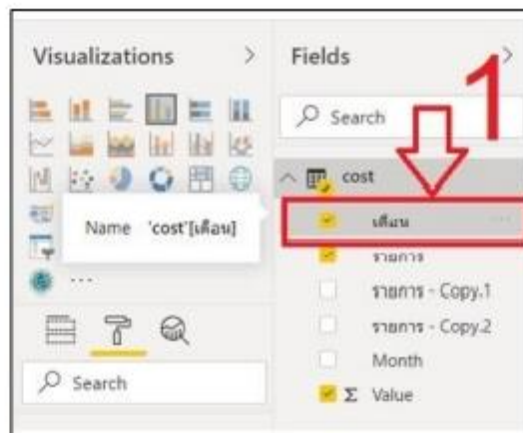 Visualizations
Fields
1
Search
cost
Name 'cost'[เดือน]
เดือน
รายการ
รายการ - Copy.1
รายการ - Copy.2
Month
Σ Value
Search